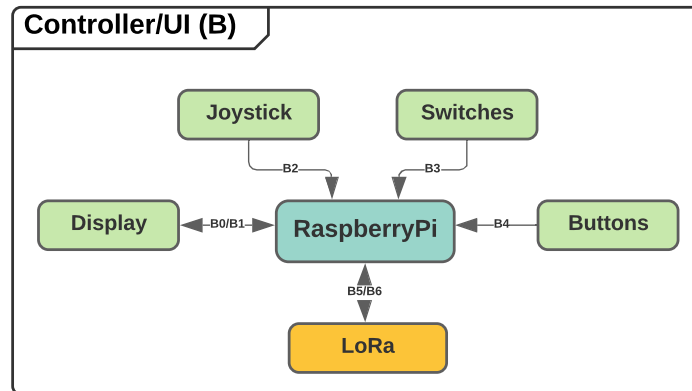 Controller/UI (B)
Joystick
Switches
B2
B3
Display
B0/B1
RaspberryPi
B4
Buttons
B5/B6
LoRa